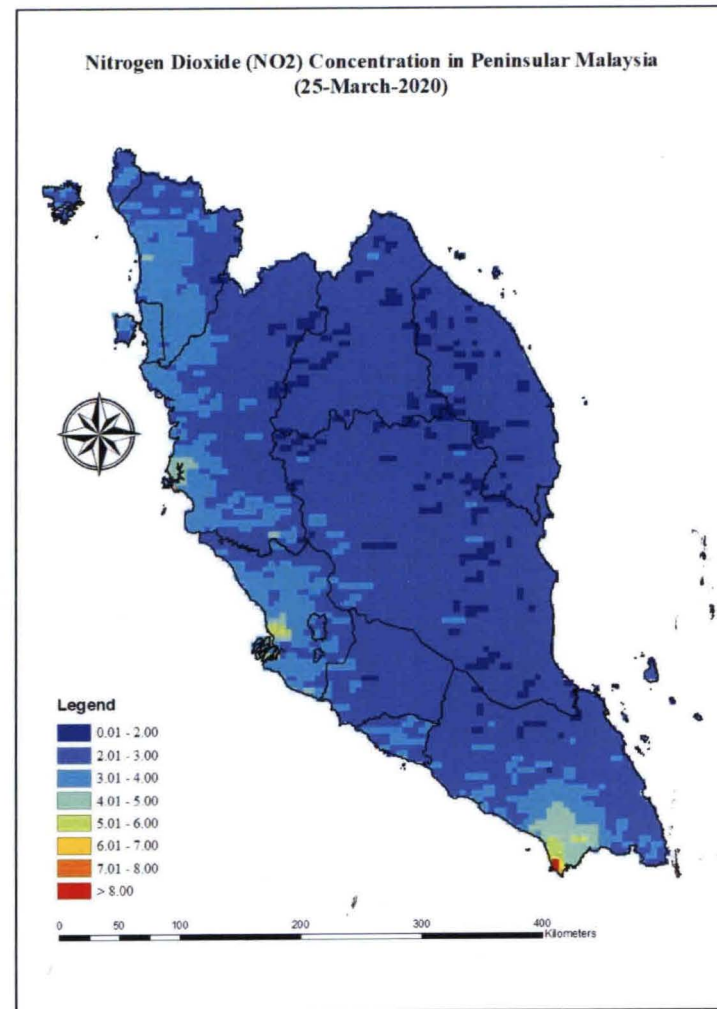 Nitrogen Dioxide (NO2) Concentration in Peninsular Malaysia
(25-March-2020)
Legend
0.01 - 2.00
2.01 - 3.00
3.01 - 4.00
4.01 - 5.00
5.01 - 6.00
6.01 - 7.00
7.01 - 8.00
> 8.00
0 50 100 200 300 400
Kilometers